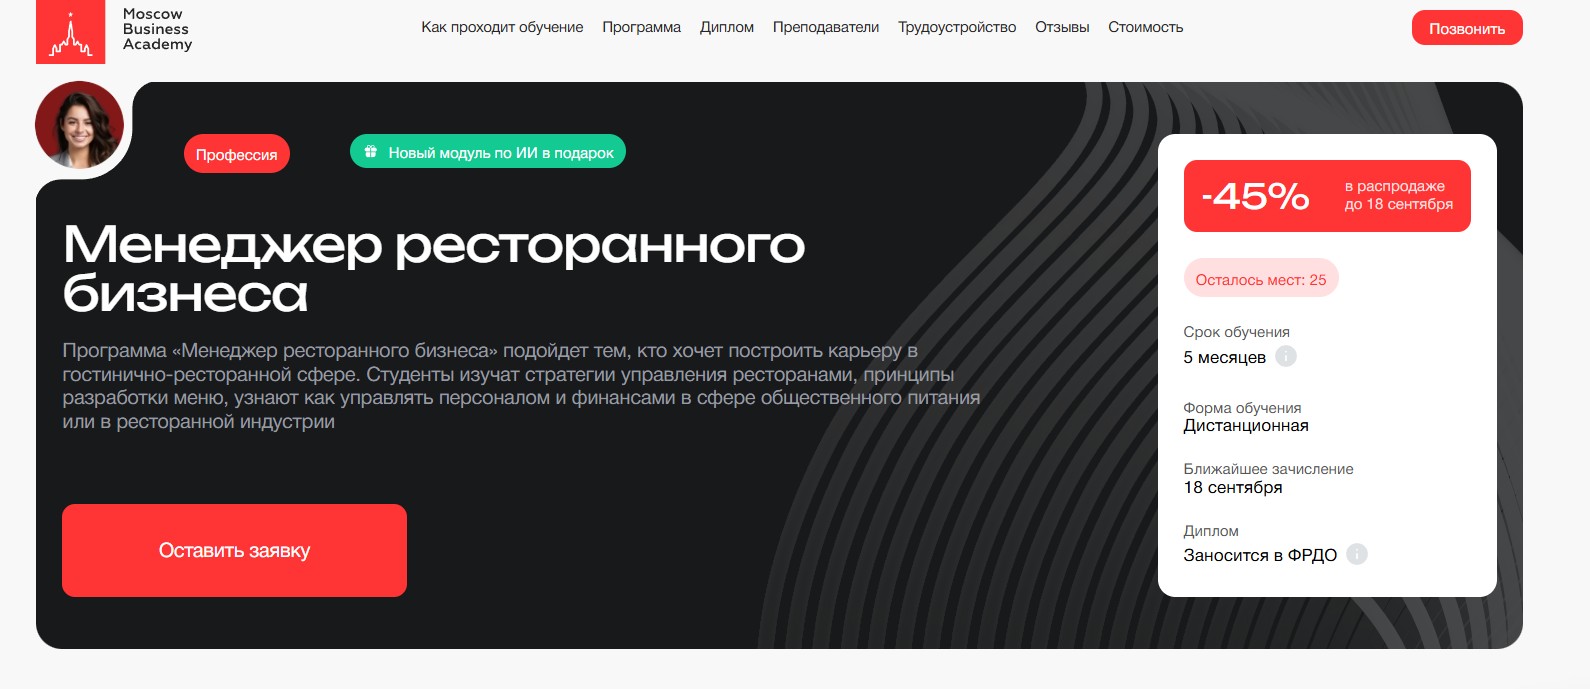 Moscow
Business
Academy
Как проходит обучение Программа Диплом Преподаватели Трудоустройство Отзывы Стоимость
Позвонить
Профессия
Новый модуль по ИИ в подарок
Менеджер ресторанного
бизнеса
Программа «Менеджер ресторанного бизнеса» подойдет тем, кто хочет построить карьеру в
гостинично-ресторанной сфере. Студенты изучат стратегии управления ресторанами, принципы
разработки меню, узнают как управлять персоналом и финансами в сфере общественного питания
или в ресторанной индустрии
Оставить заявку
-45%
в распродаже
до 18 сентября
Осталось мест: 25
Срок обучения
5 месяцев
Форма обучения
Дистанционная
Ближайшее зачисление
18 сентября
Диплом
Заносится в ФРДО